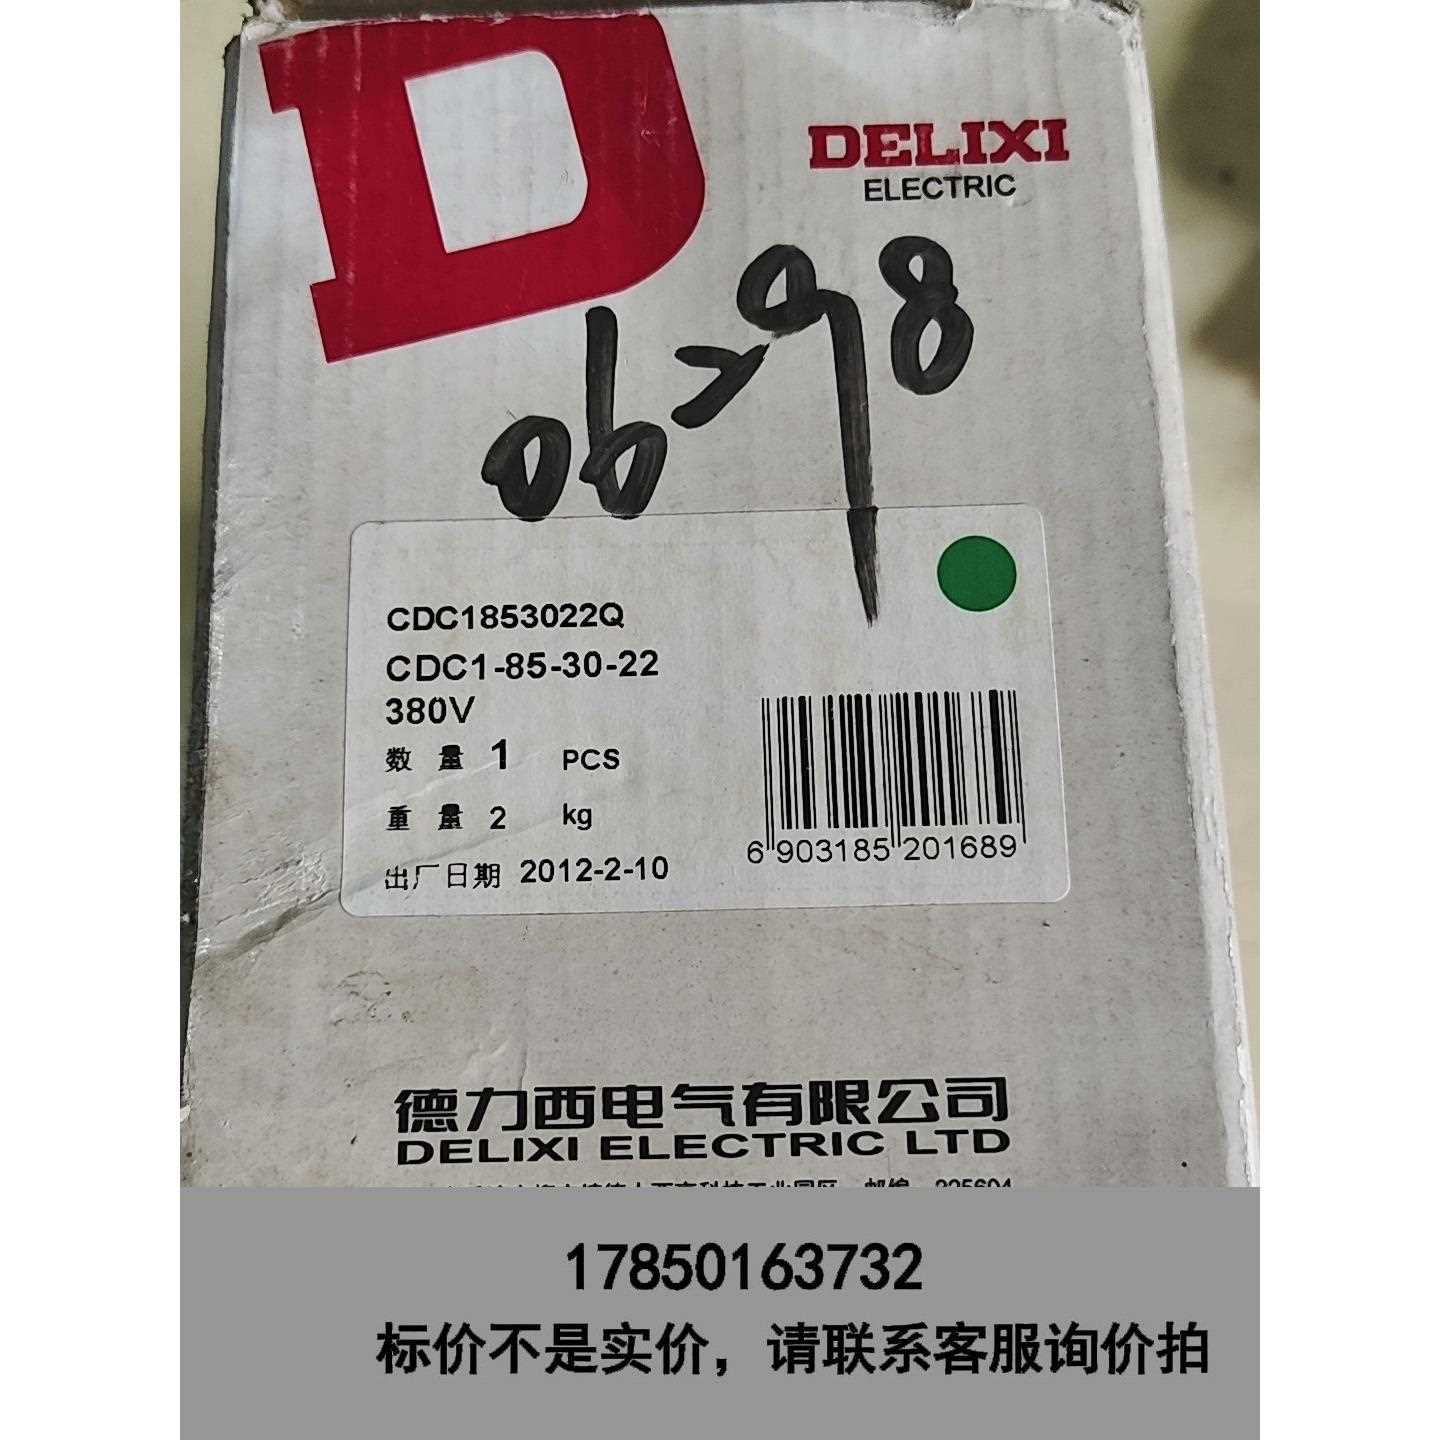 DELIXI
ELECTRIC
06298
CDC1853022Q
CDC1-85-30-22
380V
数 量 1 PCS
重 量 2 kg
出厂日期 2012-2-10
6 903185 201689
德力西电气有限公司
DELIXI ELECTRIC LTD
17850163732
标价不是实价，请联系客服询价拍